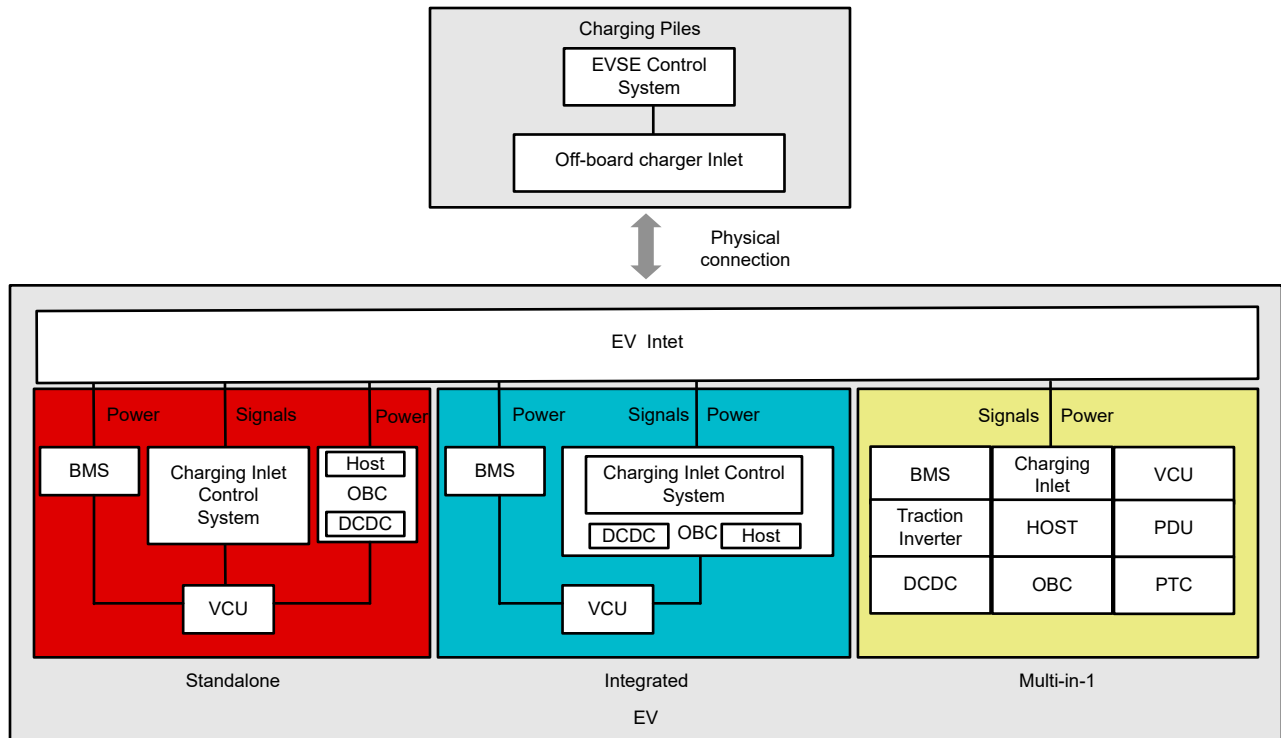 Charging Piles
EVSE Control
System
Off-board charger Inlet
Physical
connection
EV Intet
Power
Signals
Power
BMS
Charging Inlet
Control
System
Host
OBC
DCDC
VCU
Standalone
Power
Signals
Power
BMS
Charging Inlet Control
System
DCDC
OBC
Host
VCU
Integrated
Signals
Power
BMS
Charging
Inlet
VCU
Traction
Inverter
HOST
PDU
DCDC
OBC
PTC
Multi-in-1
EV